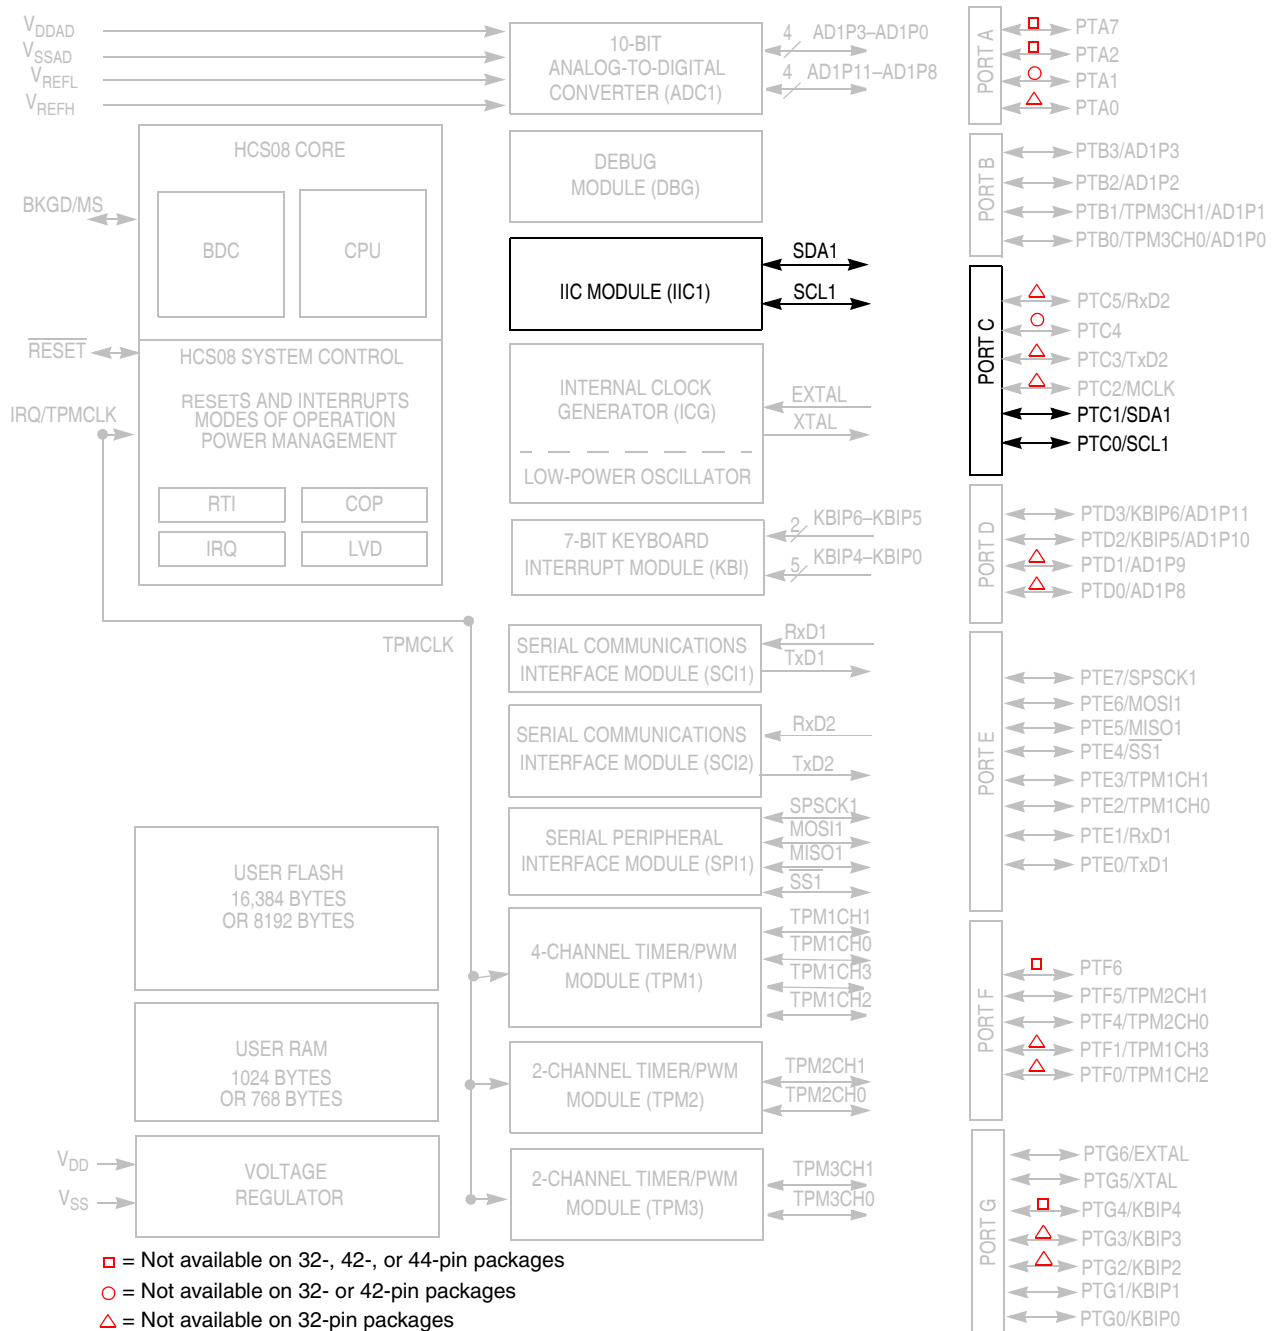 VDDAD
VSSAD
VREFL
VREFH
10-BIT
ANALOG-TO-DIGITAL
CONVERTER (ADC1)
4 AD1P3–AD1P0
4 AD1P11–AD1P8
HCS08 CORE
BDC
CPU
BKGD/MS
RESET
IRQ/TPMCLK
HCS08 SYSTEM CONTROL
RESETS AND INTERRUPTS
MODES OF OPERATION
POWER MANAGEMENT
RTI
COP
IRQ
LVD
TPMCLK
DEBUG
MODULE (DBG)
IIC MODULE (IIC1)
SDA1
SCL1
INTERNAL CLOCK
GENERATOR (ICG)
LOW-POWER OSCILLATOR
EXTAL
XTAL
7-BIT KEYBOARD
INTERRUPT MODULE (KBI)
2 KBIP6–KBIP5
5 KBIP4–KBIP0
SERIAL COMMUNICATIONS
INTERFACE MODULE (SCI1)
RxD1
TxD1
SERIAL COMMUNICATIONS
INTERFACE MODULE (SCI2)
RxD2
TxD2
SERIAL PERIPHERAL
INTERFACE MODULE (SPI1)
SPSCK1
MOSI1
MISO1
SS1
USER FLASH
16,384 BYTES
OR 8192 BYTES
4-CHANNEL TIMER/PWM
MODULE (TPM1)
TPM1CH1
TPM1CH0
TPM1CH3
TPM1CH2
USER RAM
1024 BYTES
OR 768 BYTES
2-CHANNEL TIMER/PWM
MODULE (TPM2)
TPM2CH1
TPM2CH0
VDD
VSS
VOLTAGE
REGULATOR
2-CHANNEL TIMER/PWM
MODULE (TPM3)
TPM3CH1
TPM3CH0
PORT A
PTA7
PTA2
PTA1
PTA0
PORT B
PTB3/AD1P3
PTB2/AD1P2
PTB1/TPM3CH1/AD1P1
PTB0/TPM3CH0/AD1P0
PORT C
PTC5/RxD2
PTC4
PTC3/TxD2
PTC2/MCLK
PTC1/SDA1
PTC0/SCL1
PORT D
PTD3/KBIP6/AD1P11
PTD2/KBIP5/AD1P10
PTD1/AD1P9
PTD0/AD1P8
PORT E
PTE7/SPSCK1
PTE6/MOSI1
PTE5/MISO1
PTE4/SS1
PTE3/TPM1CH1
PTE2/TPM1CH0
PTE1/RxD1
PTE0/TxD1
PORT F
PTF6
PTF5/TPM2CH1
PTF4/TPM2CH0
PTF1/TPM1CH3
PTF0/TPM1CH2
PORT G
PTG6/EXTAL
PTG5/XTAL
PTG4/KBIP4
PTG3/KBIP3
PTG2/KBIP2
PTG1/KBIP1
PTG0/KBIP0
= Not available on 32-, 42-, or 44-pin packages
= Not available on 32- or 42-pin packages
= Not available on 32-pin packages